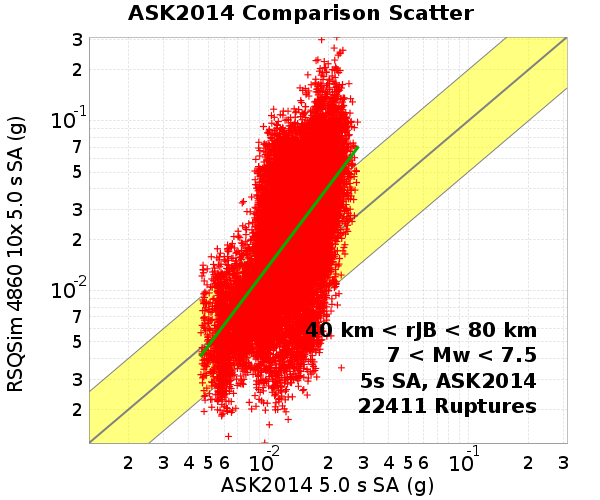 ASK2014 Comparison Scatter
RSQSim 4860 10x 5.0 s SA (g)
3
2
10-1
7
5
3
2
10-2
7
5
3
2
40 km < rJB < 80 km
7 < Mw < 7.5
5s SA, ASK2014
22411 Ruptures
2 3 4 5 6 10-2 2 3 4 5 6 10-1 2 3
ASK2014 5.0 s SA (g)